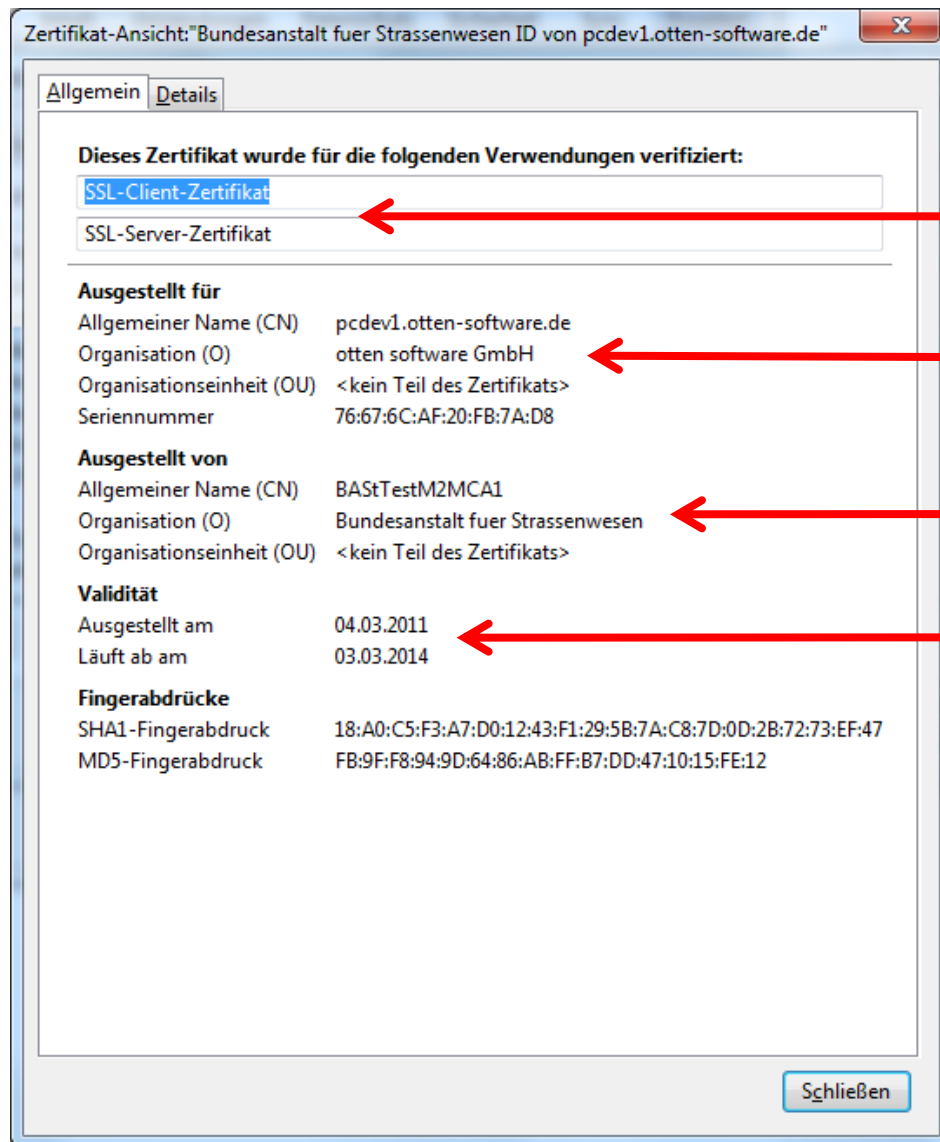 Zertifikat-Ansicht:"Bundesanstalt fuer Strassenwesen ID von pcdev1.otten-software.de"
x
Allgemein Details
Dieses Zertifikat wurde für die folgenden Verwendungen verifiziert:
SSL-Client-Zertifikat
SSL-Server-Zertifikat
Ausgestellt für
Allgemeiner Name (CN) pcdev1.otten-software.de
Organisation (O) otten software GmbH
Organisationseinheit (OU) <kein Teil des Zertifikats>
Seriennummer 76:67:6C:AF:20:FB:7A:D8
Ausgestellt von
Allgemeiner Name (CN) BAStTestM2MCA1
Organisation (O) Bundesanstalt fuer Strassenwesen
Organisationseinheit (OU) <kein Teil des Zertifikats>
Validität
Ausgestellt am 04.03.2011
Läuft ab am 03.03.2014
Fingerabdrücke
SHA1-Fingerabdruck 18:A0:C5:F3:A7:D0:12:43:F1:29:5B:7A:C8:7D:0D:2B:72:73:EF:47
MD5-Fingerabdruck FB:9F:F8:94:9D:64:86:AB:FF:B7:DD:47:10:15:FE:12
Schließen